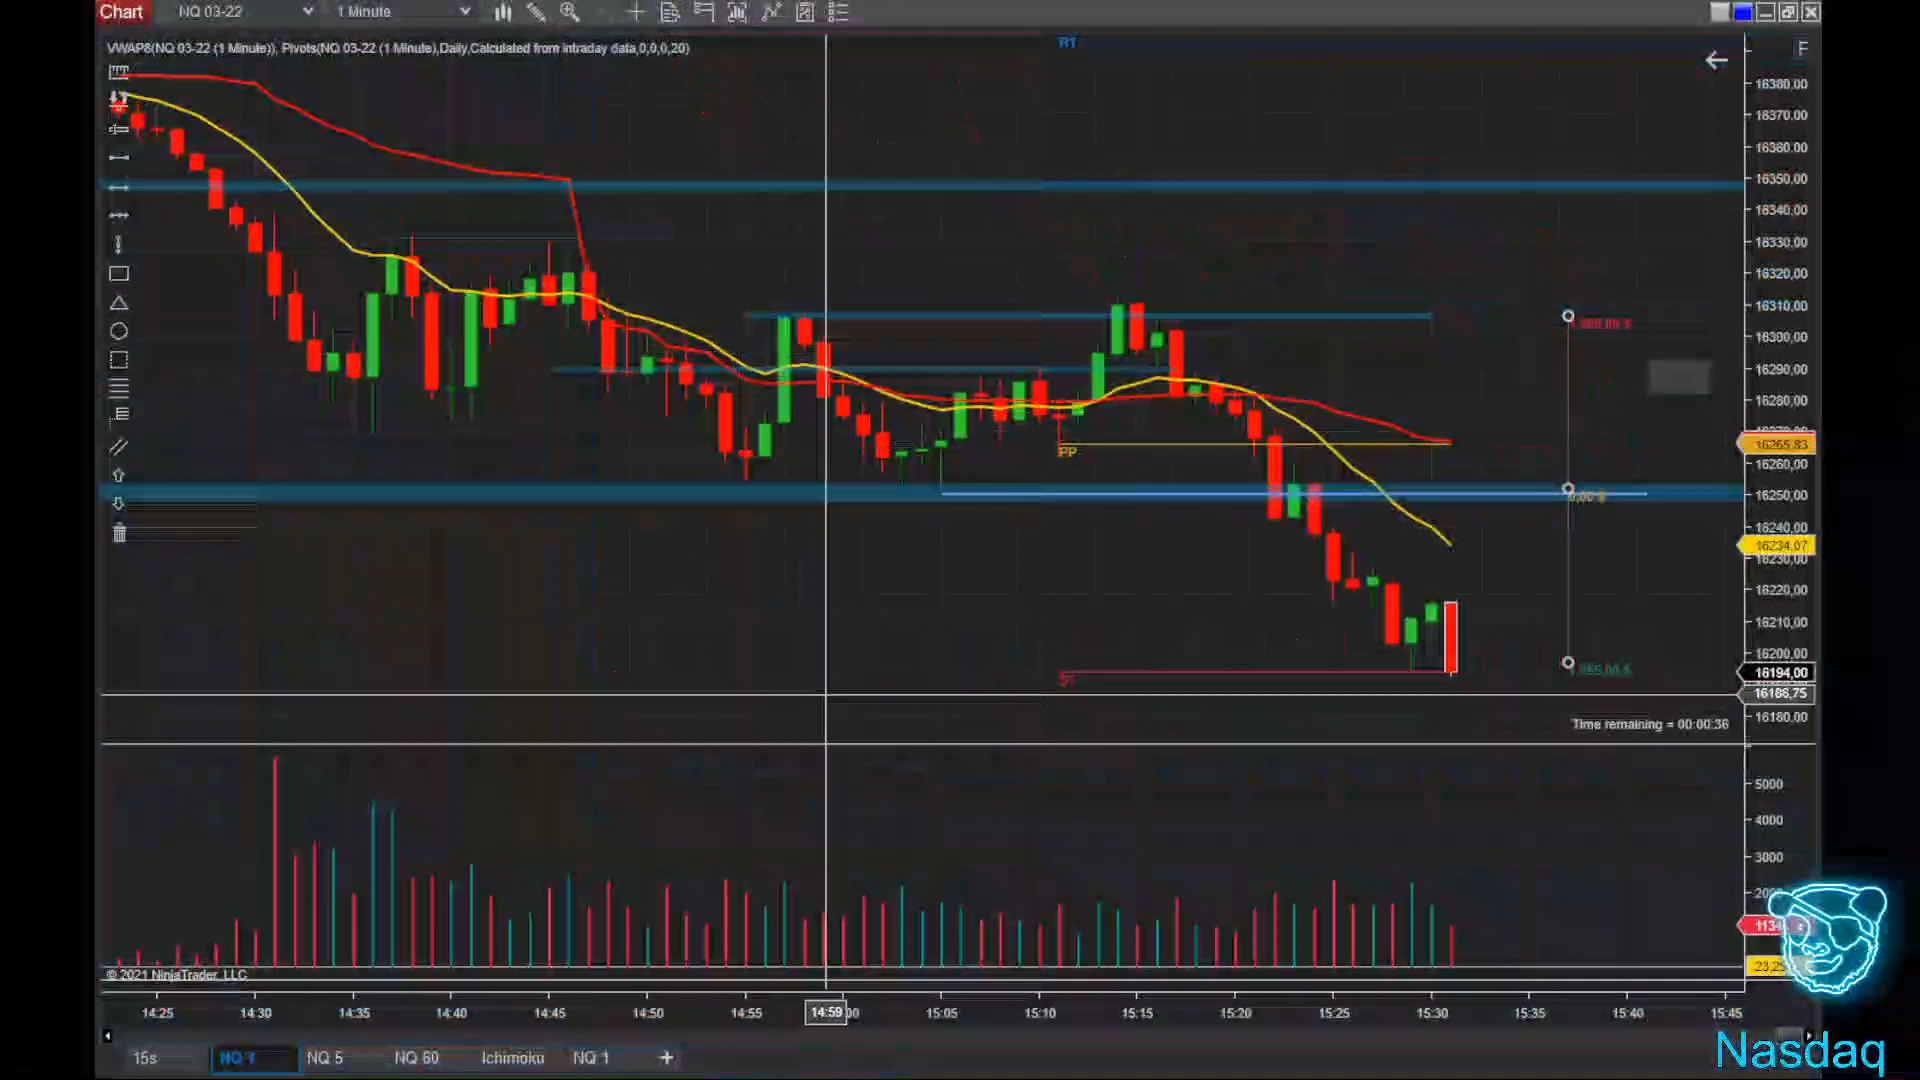 Chart NQ 03-22 1 Minute
VWAP8(NQ 03-22 (1 Minute)), Pivots(NQ 03-22 (1 Minute),Daily,Calculated from intraday data,0,0,0,20)
R1
F
16380,00
16370,00
16360,00
16350,00
16340,00
16330,00
16320,00
16310,00
16300,00
16290,00
16280,00
16265,83
PP
16260,00
16250,00
0,00 $
16240,00
16234,07
16230,00
16220,00
16210,00
16200,00
S1
16194,00
16186,75
16180,00
Time remaining = 00:00:36
5000
4000
3000
© 2021 NinjaTrader, LLC
14:25 14:30 14:35 14:40 14:45 14:50 14:55 14:59 15:05 15:10 15:15 15:20 15:25 15:30 15:35 15:40 15:45
15s NQ 1 NQ 5 NQ 60 Ichimoku NQ 1 +
Nasdaq